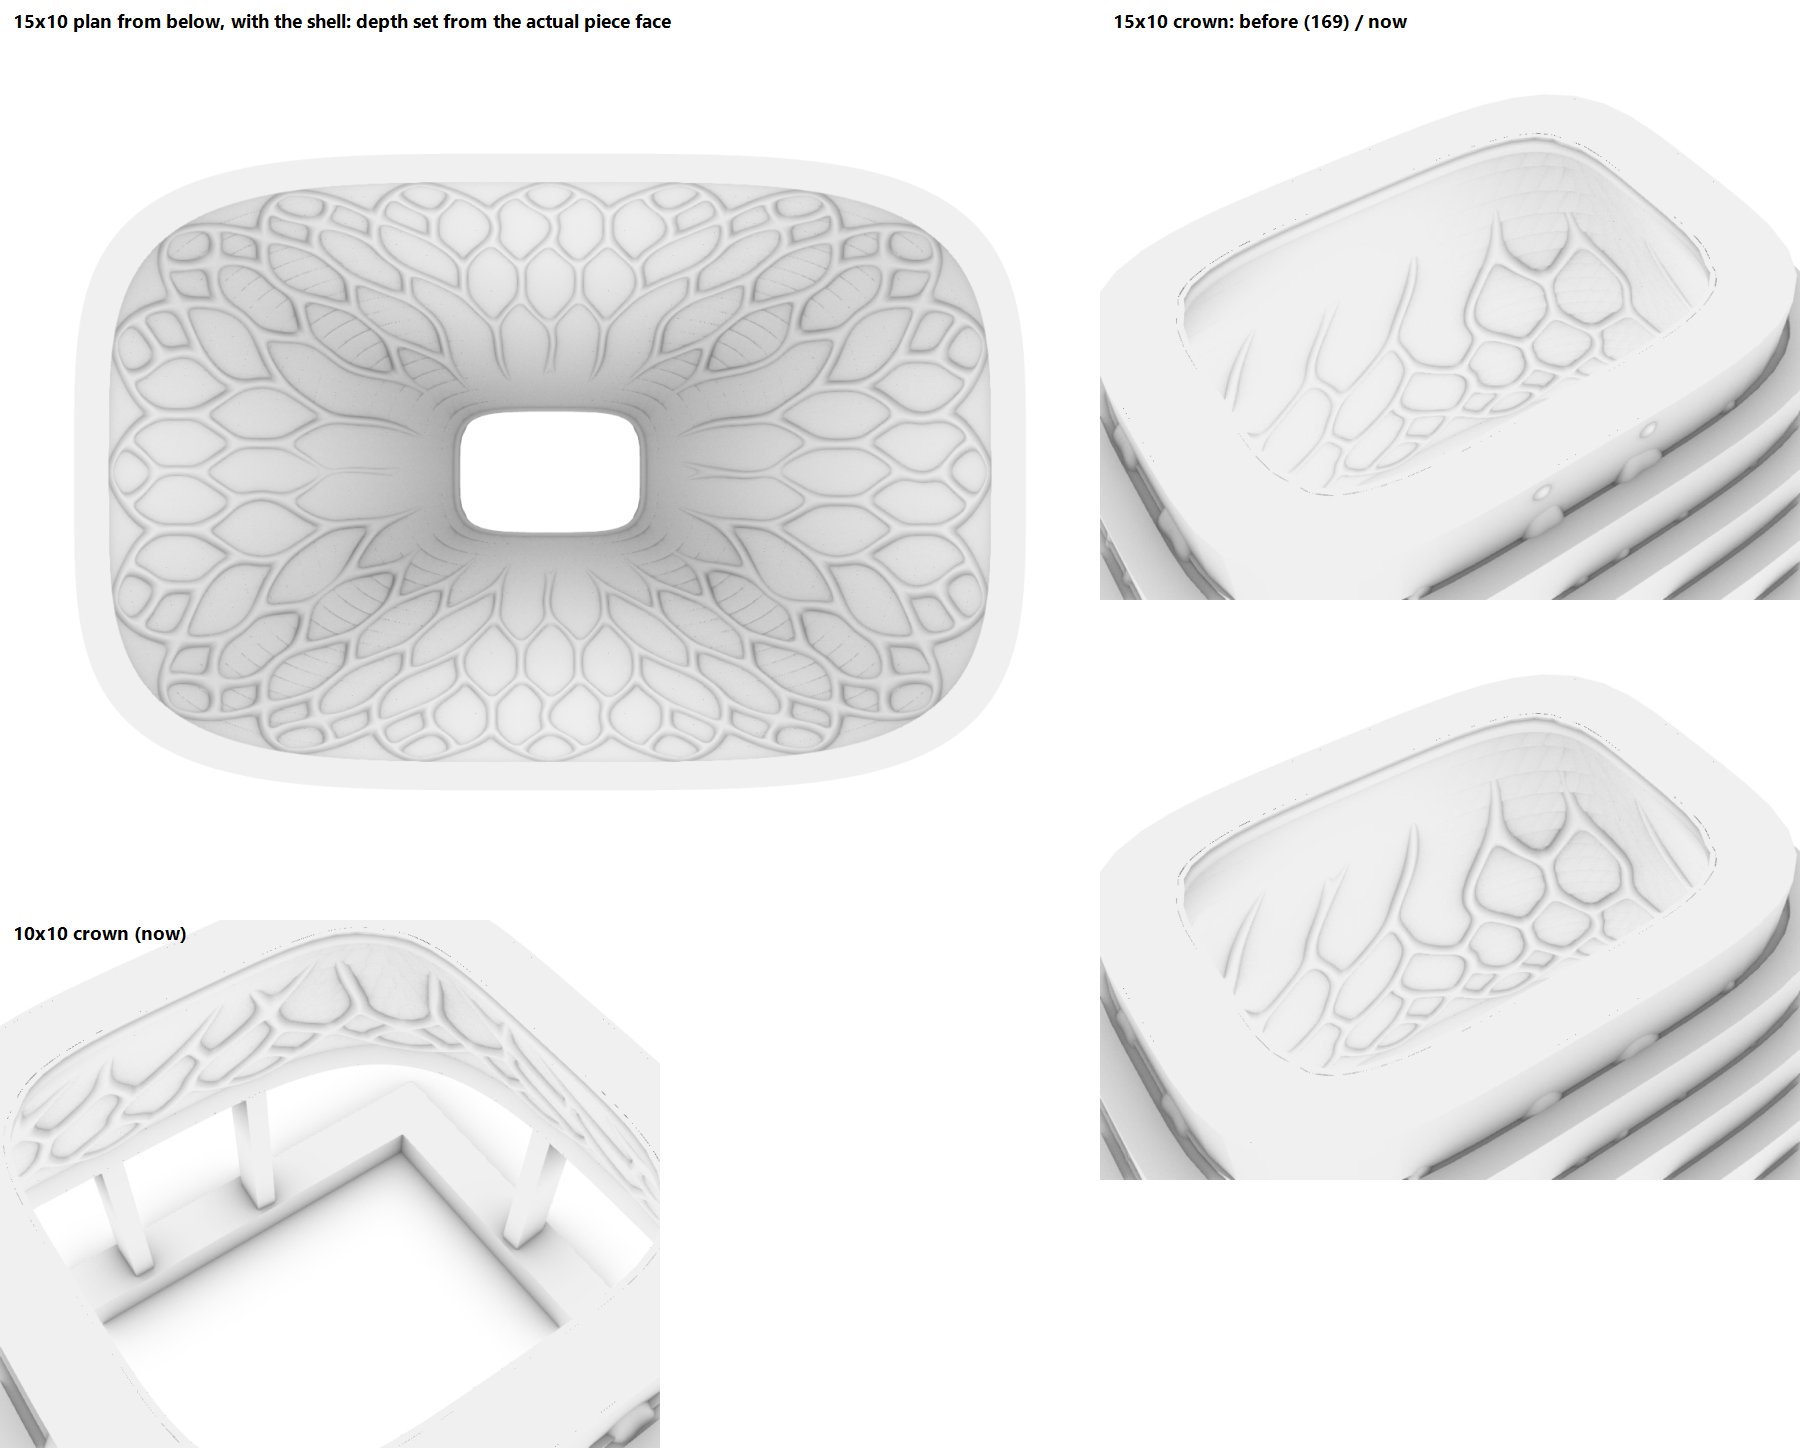 15x10 plan from below, with the shell: depth set from the actual piece face
15x10 crown: before (169) / now
10x10 crown (now)